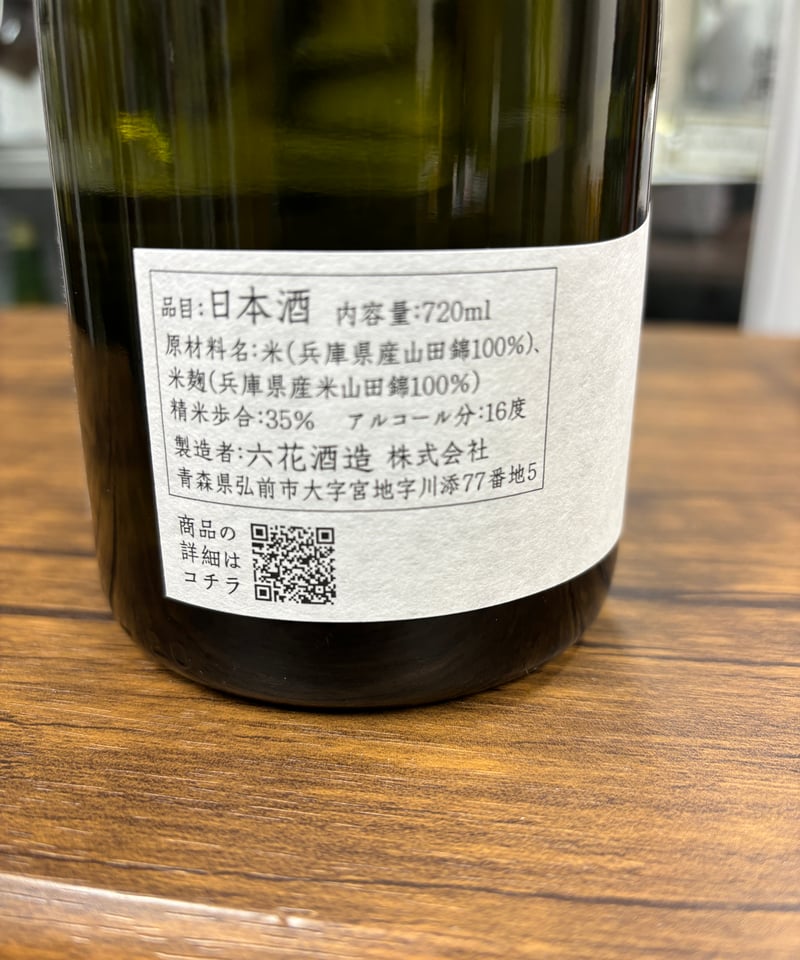 品目:日本酒 内容量:720ml
原材料名:米(兵庫県産山田錦100%)、
米麹(兵庫県産米山田錦100%)
精米歩合:35% アルコール分:16度
製造者:六花酒造 株式会社
青森県弘前市大字宮地字川添77番地5
商品の
詳細は
コチラ